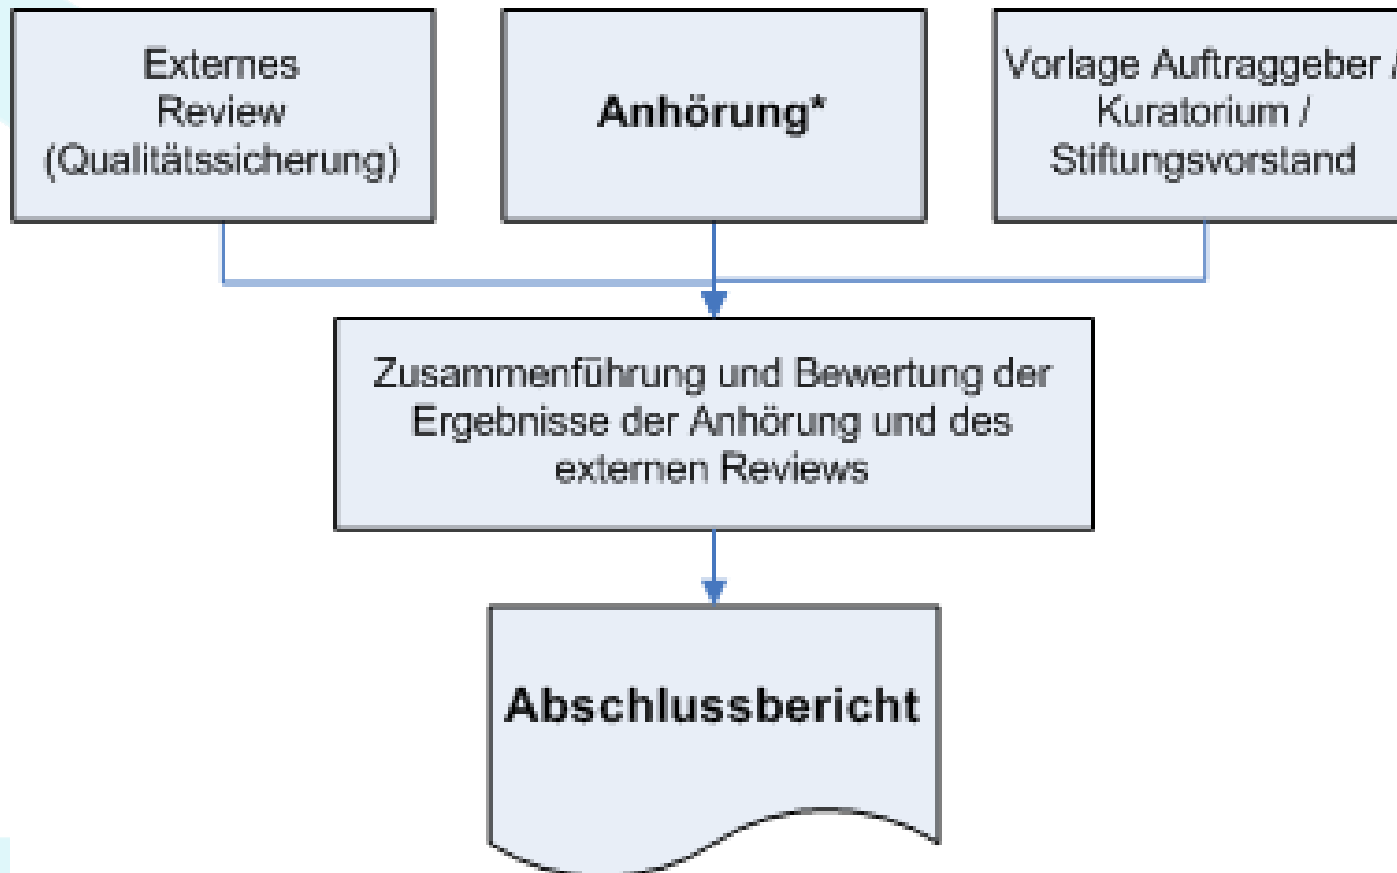 Externes
Review
(Qualitätssicherung)
Anhörung*
Vorlage Auftraggeber /
Kuratorium /
Stiftungsvorstand
Zusammenführung und Bewertung der
Ergebnisse der Anhörung und des
externen Reviews
Abschlussbericht